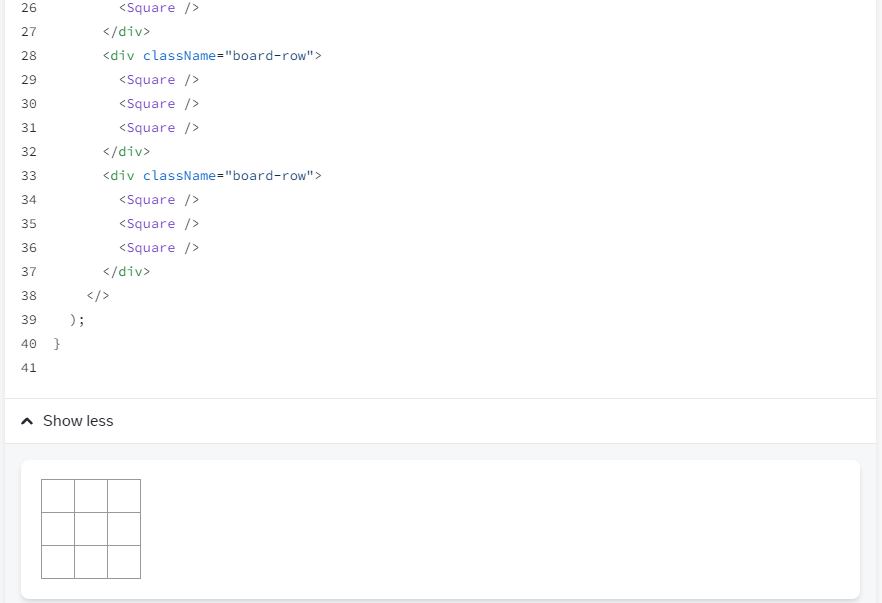 26 <Square />
27 </div>
28 <div className="board-row">
29 <Square />
30 <Square />
31 <Square />
32 </div>
33 <div className="board-row">
34 <Square />
35 <Square />
36 <Square />
37 </div>
38 </>
39 );
40 }
41
Show less